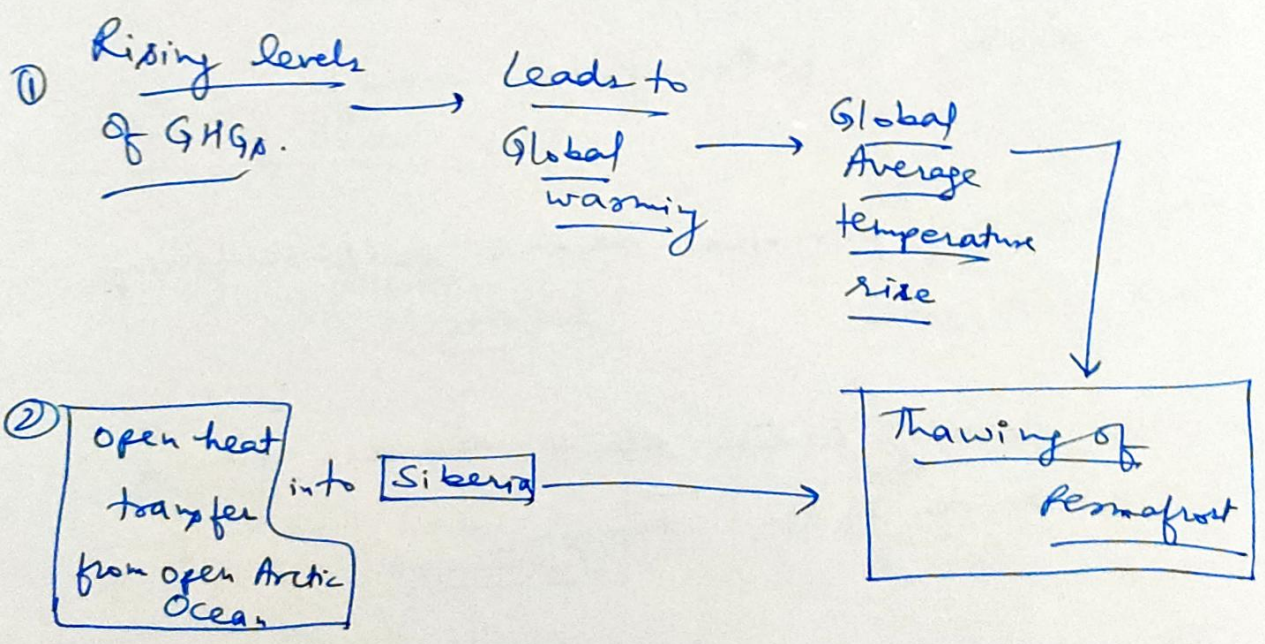 ① Rising levels
of GHGs.
Leads to
Global
warming
Global
Average
temperature
rise
② open heat
transfer
from open Arctic
Ocean
into Siberia
Thawing of
Permafrost